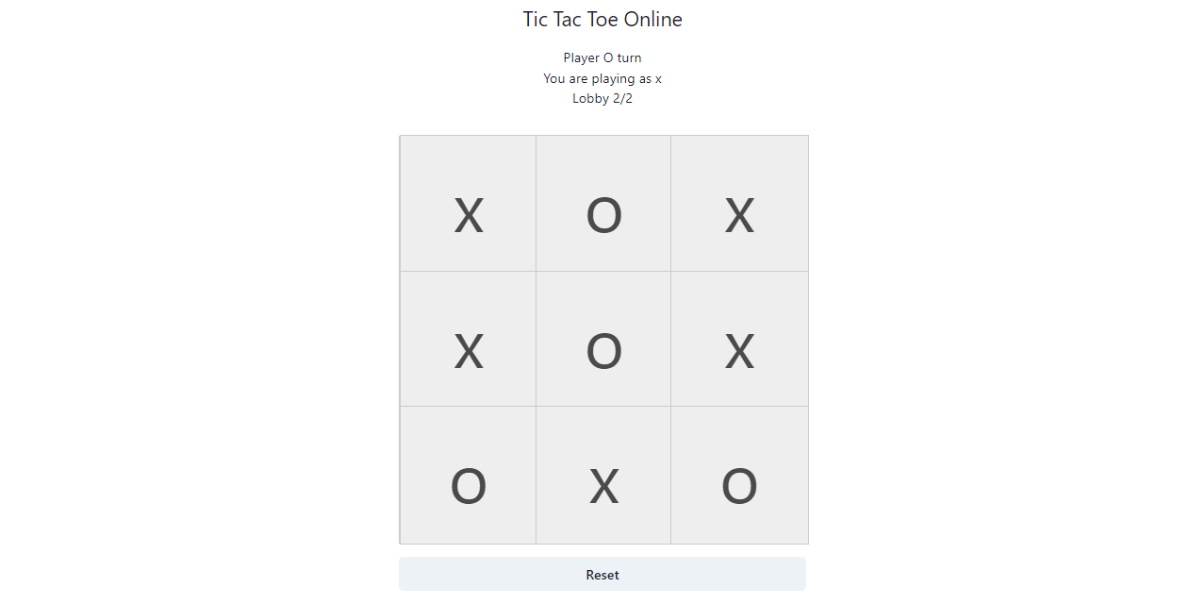 Tic Tac Toe Online
Player O turn
You are playing as x
Lobby 2/2
X O X
X O X
O X O
Reset